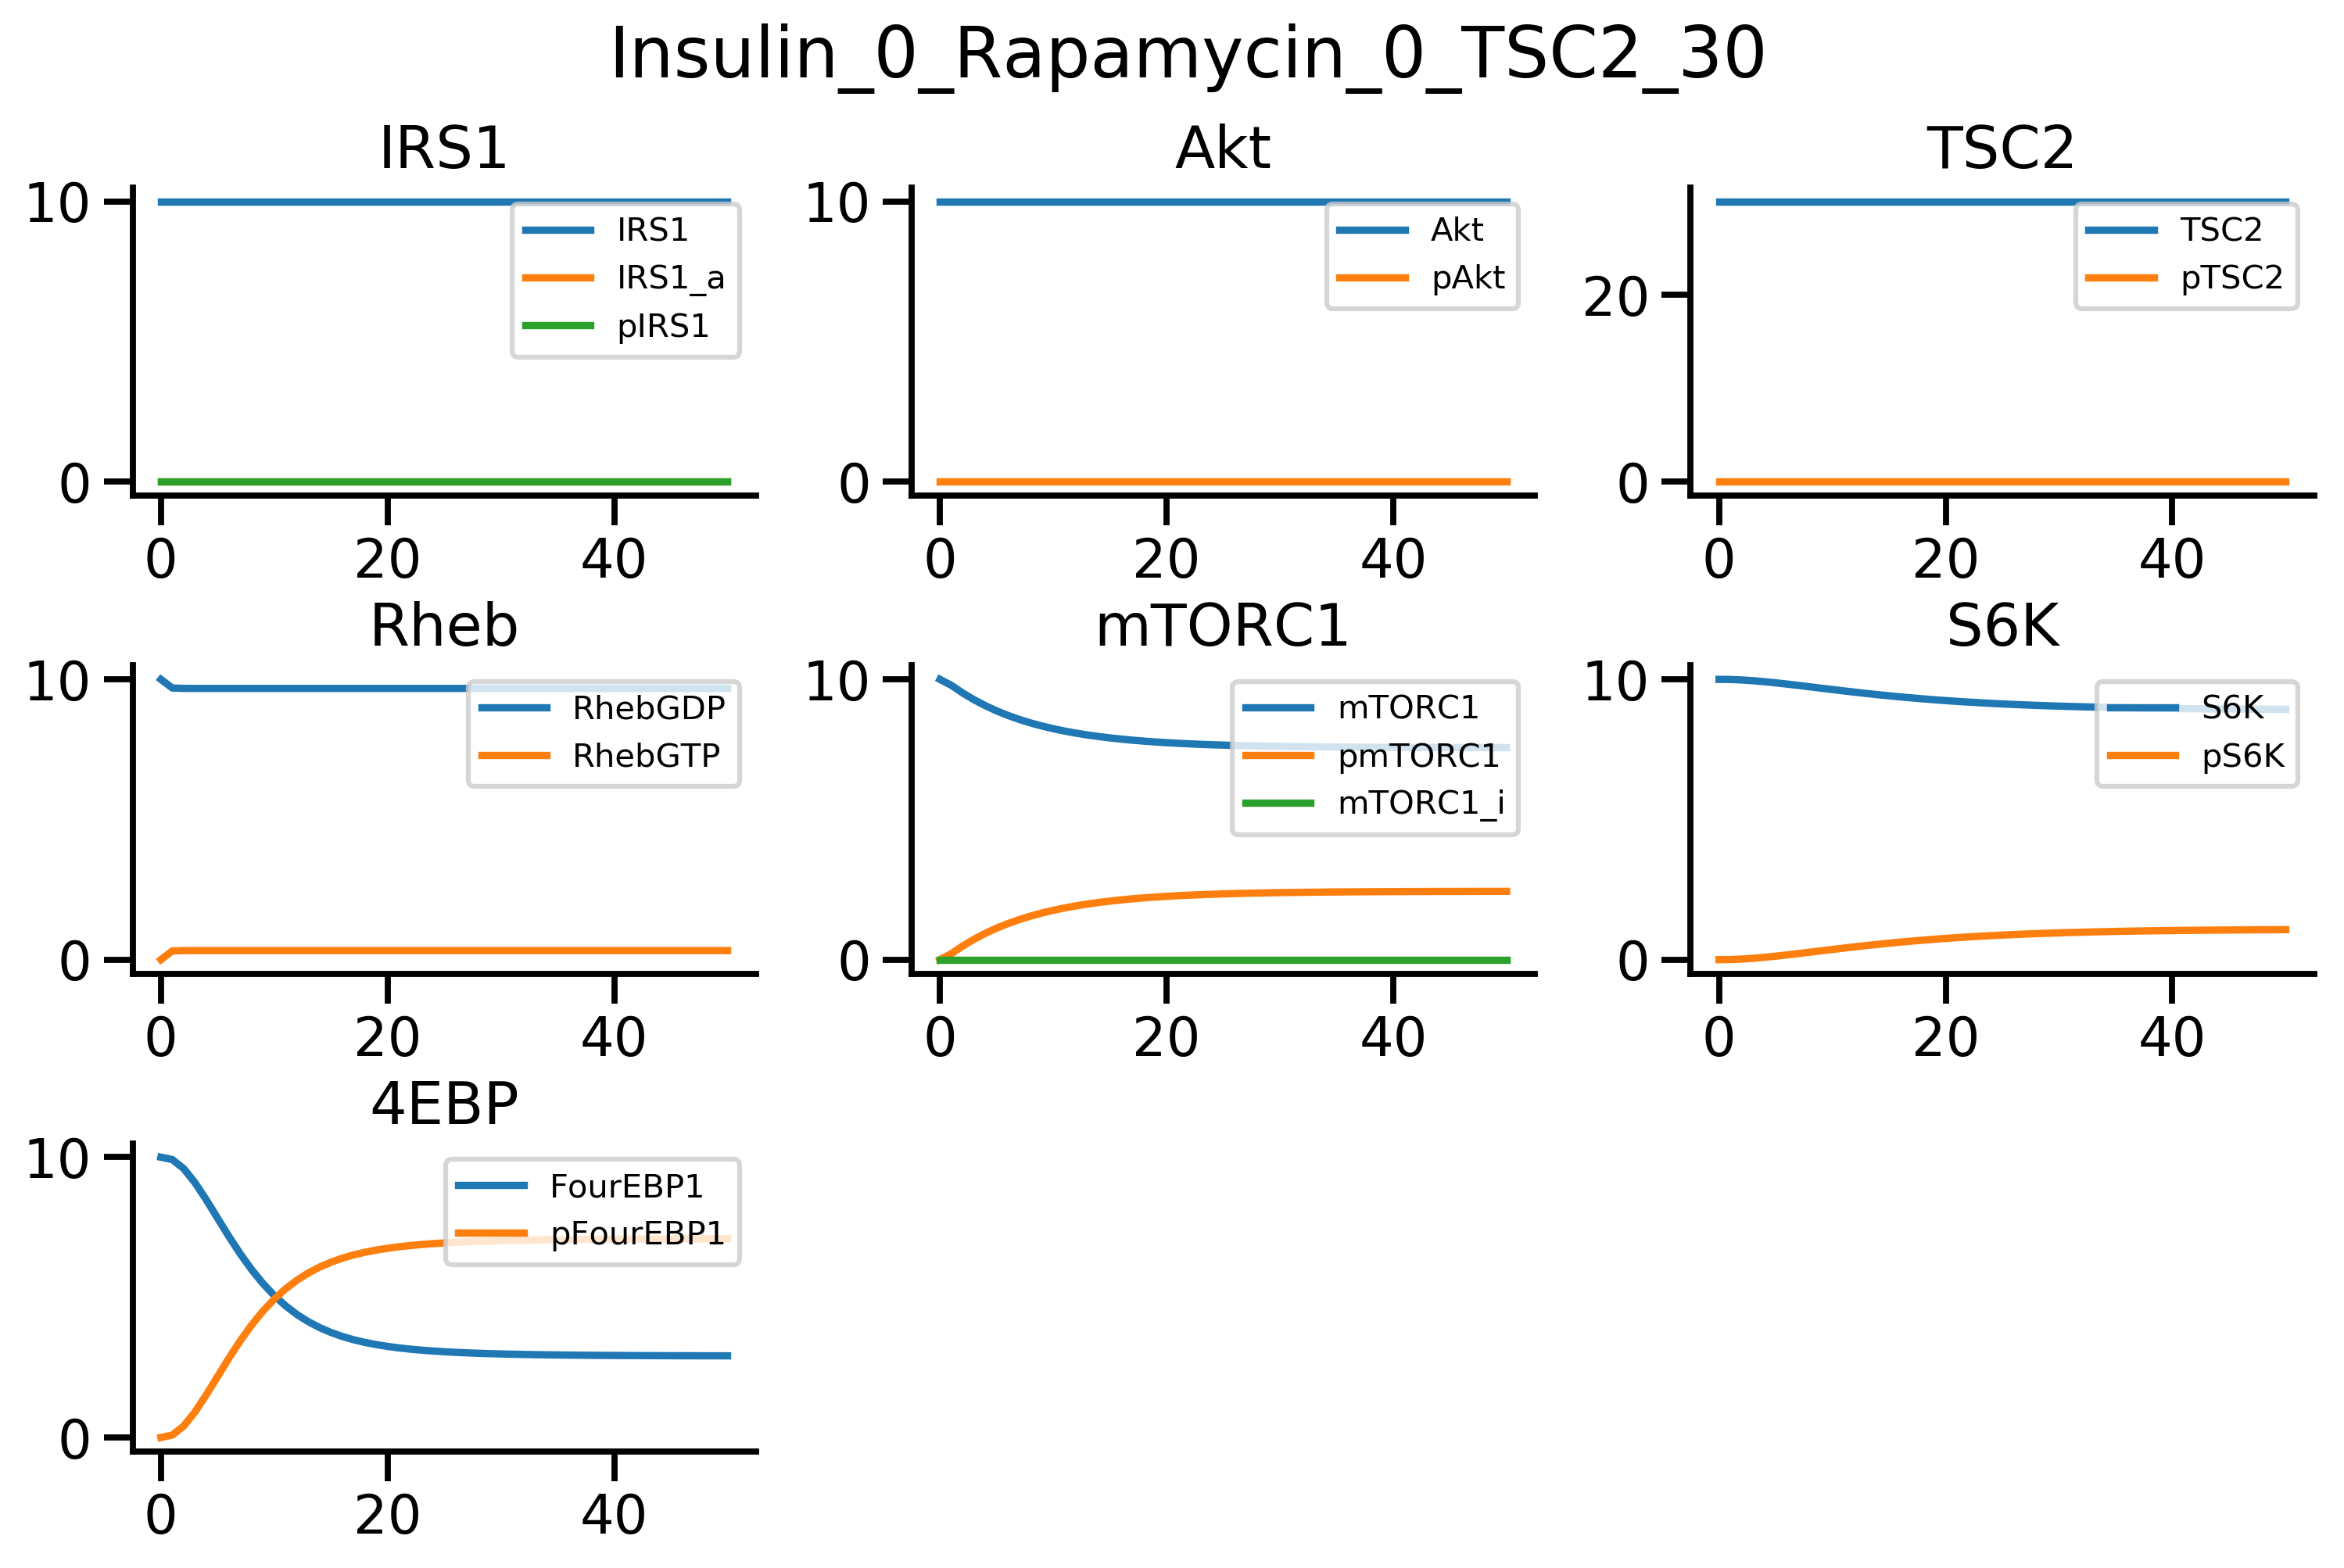 Insulin_0_Rapamycin_0_TSC2_30
IRS1
10
0
0 20 40
IRS1
IRS1_a
pIRS1
Akt
10
0
0 20 40
Akt
pAkt
TSC2
20
0
0 20 40
TSC2
pTSC2
Rheb
10
0
0 20 40
RhebGDP
RhebGTP
mTORC1
10
0
0 20 40
mTORC1
pmTORC1
mTORC1_i
S6K
10
0
0 20 40
S6K
pS6K
4EBP
10
0
0 20 40
FourEBP1
pFourEBP1